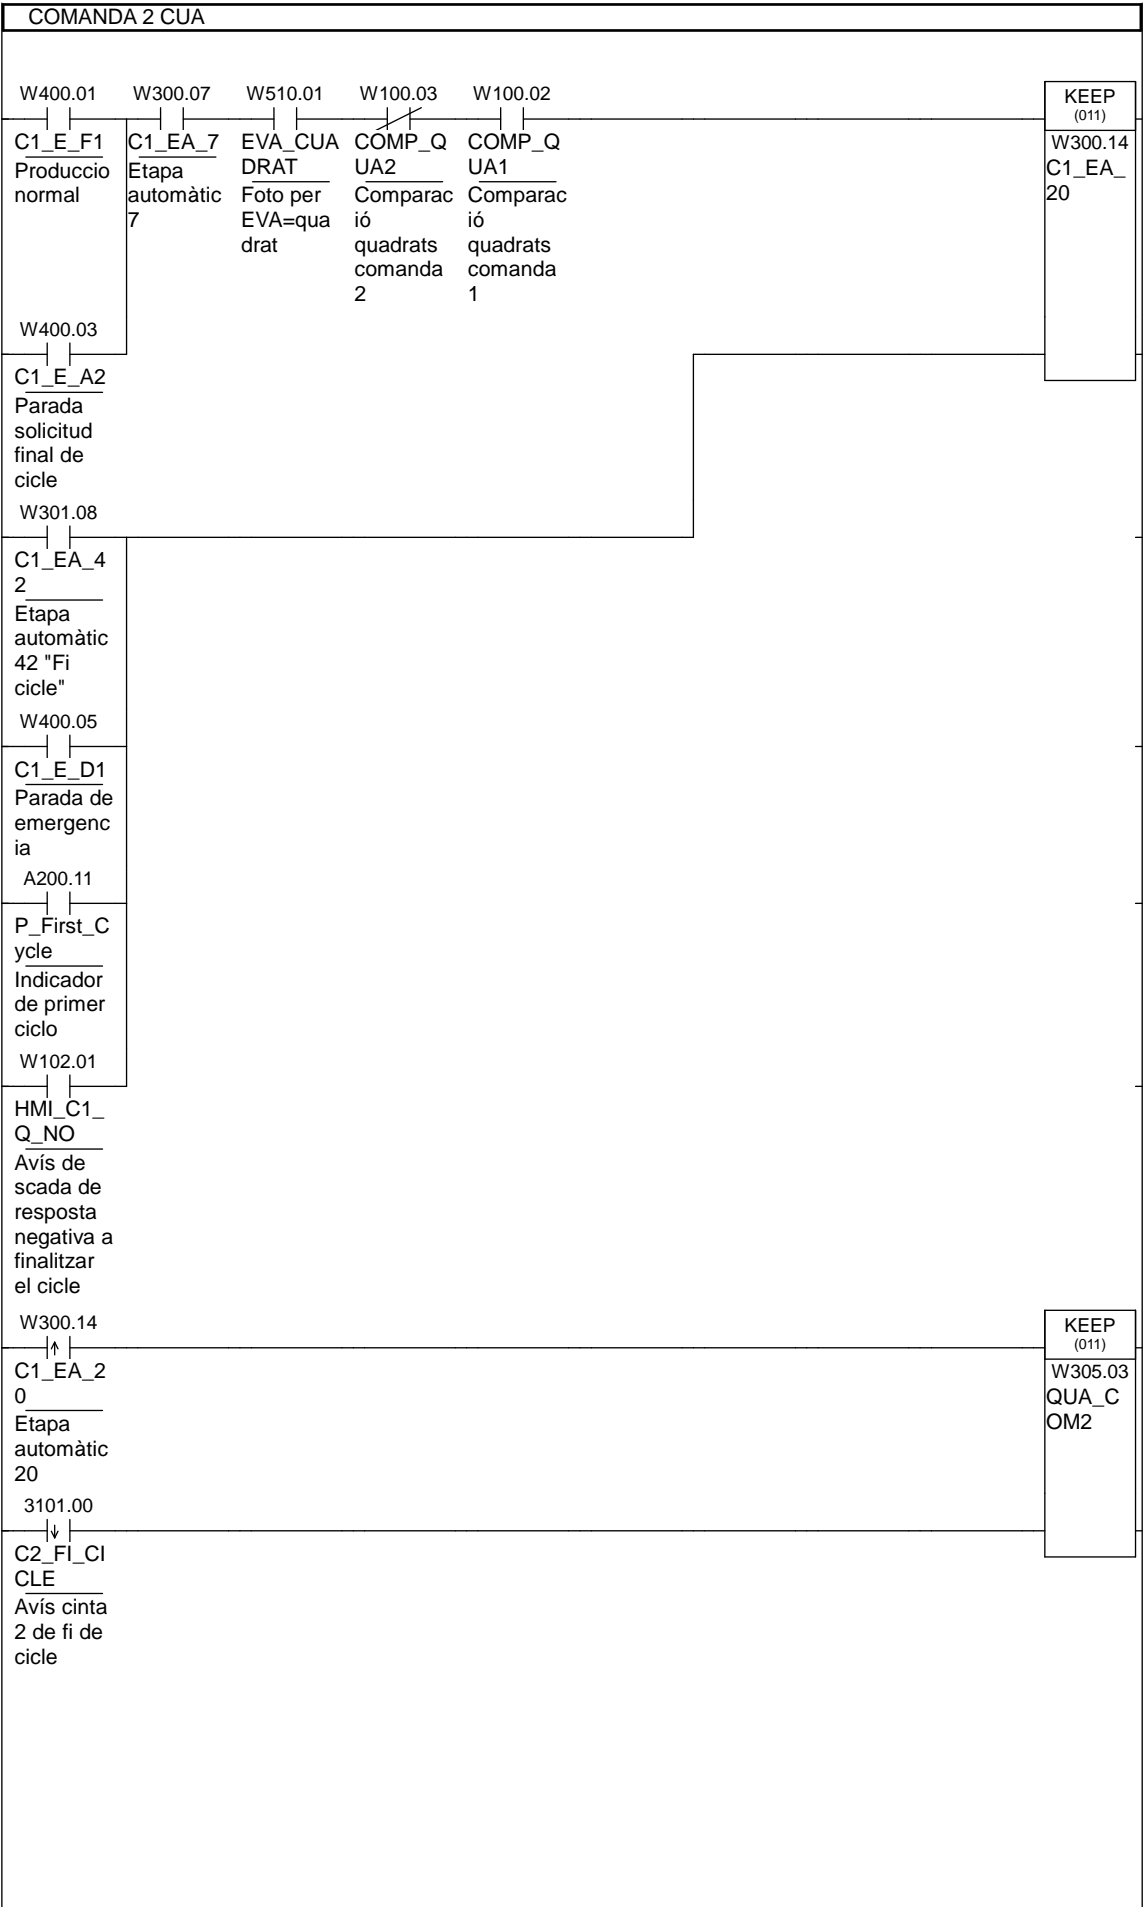 COMANDA 2 CUA
W400.01
C1_E_F1
Produccio
normal
W300.07
C1_EA_7
Etapa
automàtic
7
W510.01
EVA_CUA
DRAT
Foto per
EVA=qua
drat
W100.03
COMP_Q
UA2
Comparac
ió
quadrats
comanda
2
W100.02
COMP_Q
UA1
Comparac
ió
quadrats
comanda
1
KEEP
(011)
W300.14
C1_EA_
20
W400.03
C1_E_A2
Parada
solicitud
final de
cicle
W301.08
C1_EA_4
2
Etapa
automàtic
42 "Fi
cicle"
W400.05
C1_E_D1
Parada de
emergenc
ia
A200.11
P_First_C
ycle
Indicador
de primer
ciclo
W102.01
HMI_C1_
Q_NO
Avís de
scada de
resposta
negativa a
finalitzar
el cicle
W300.14
C1_EA_2
0
Etapa
automàtic
20
KEEP
(011)
W305.03
QUA_C
OM2
3101.00
C2_FI_CI
CLE
Avís cinta
2 de fi de
cicle